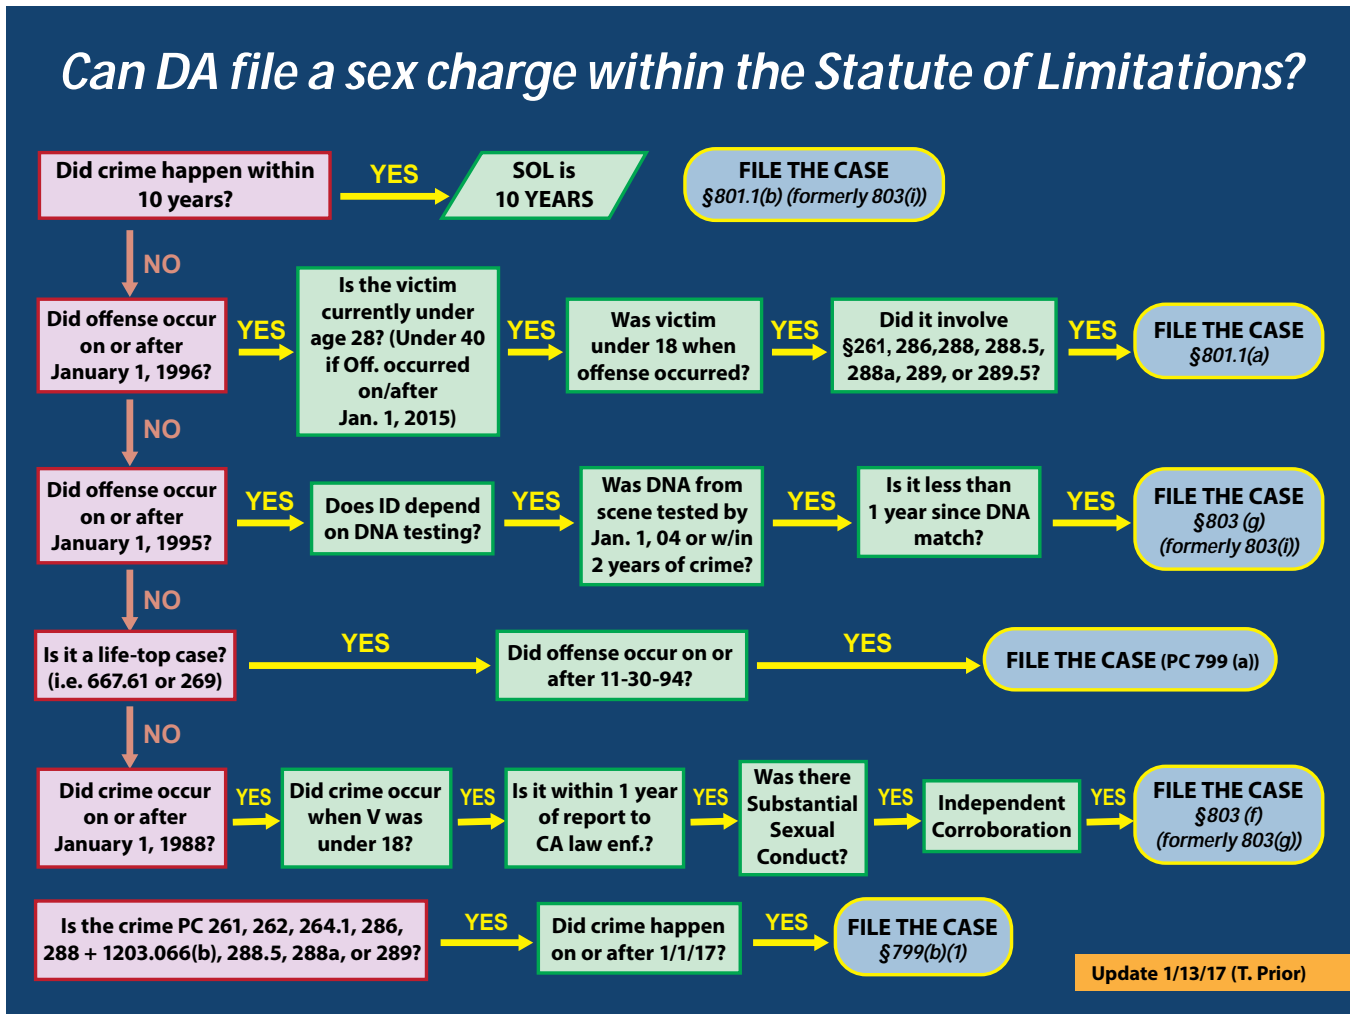 Can DA file a sex charge within the Statute of Limitations?
Did crime happen within
10 years?
YES
SOL is
10 YEARS
FILE THE CASE
§801.1(b) (formerly 803(i))
NO
Did offense occur
on or after
January 1, 1996?
YES
Is the victim
currently under
age 28? (Under 40
if Off. occurred
on/after
Jan. 1, 2015)
YES
Was victim
under 18 when
offense occurred?
YES
Did it involve
§261, 286,288, 288.5,
288a, 289, or 289.5?
YES
FILE THE CASE
§801.1(a)
NO
Did offense occur
on or after
January 1, 1995?
YES
Does ID depend
on DNA testing?
YES
Was DNA from
scene tested by
Jan. 1, 04 or w/in
2 years of crime?
YES
Is it less than
1 year since DNA
match?
YES
FILE THE CASE
§803 (g)
(formerly 803(i))
NO
Is it a life-top case?
(i.e. 667.61 or 269)
YES
Did offense occur on or
after 11-30-94?
YES
FILE THE CASE (PC 799 (a))
NO
Did crime occur
on or after
January 1, 1988?
YES
Did crime occur
when V was
under 18?
YES
Is it within 1 year
of report to
CA law enf.?
YES
Was there
Substantial
Sexual
Conduct?
YES
Independent
Corroboration
YES
FILE THE CASE
§803 (f)
(formerly 803(g))
Is the crime PC 261, 262, 264.1, 286,
288 + 1203.066(b), 288.5, 288a, or 289?
YES
Did crime happen
on or after 1/1/17?
YES
FILE THE CASE
§799(b)(1)
Update 1/13/17 (T. Prior)